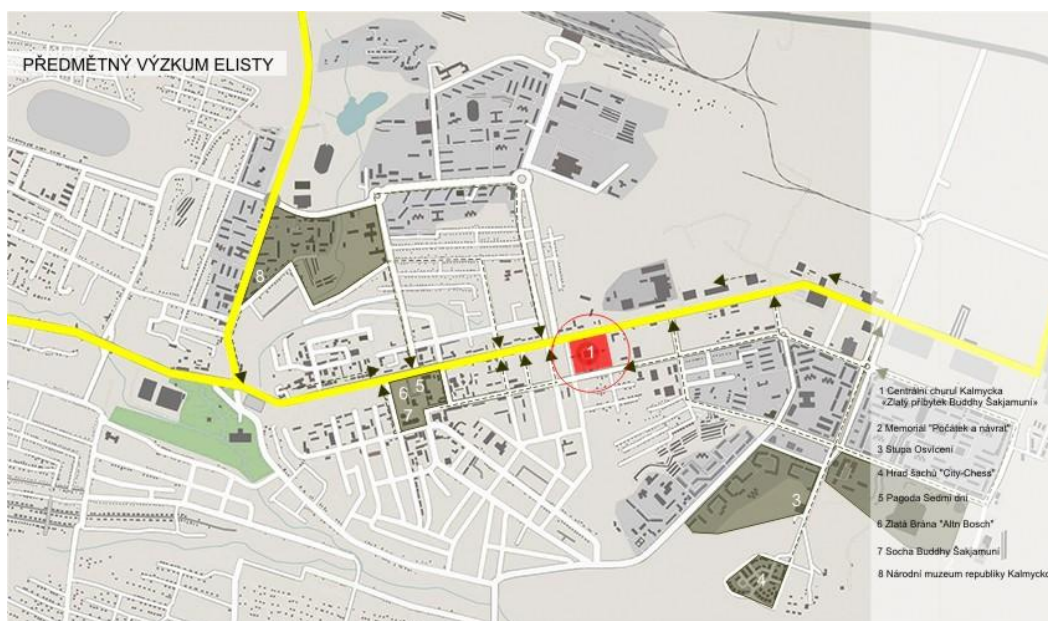 PŘEDMĚTNÝ VÝZKUM ELISTY
8
1
5
6
7
3
4
1 Centrální churul Kalmycka
«Zlatý příbytek Buddhy Šakjamuni»
2 Memoriál "Počátek a návrat"
3 Stupa Osvícení
4 Hrad šachů "City-Chess"
5 Pagoda Sedmi dní
6 Zlatá Brána "Altn Bosch"
7 Socha Buddhy Šakjamuni
8 Národní muzeum republiky Kalmycko